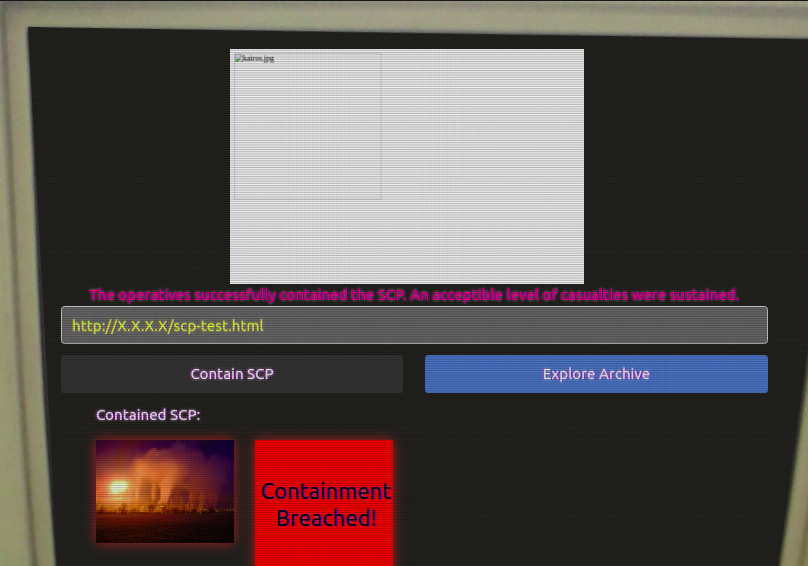 kairos.jpg
The operatives successfully contained the SCP. An acceptible level of casualties were sustained.
http://X.X.X.X/scp-test.html
Contain SCP
Explore Archive
Contained SCP:
Containment
Breached!